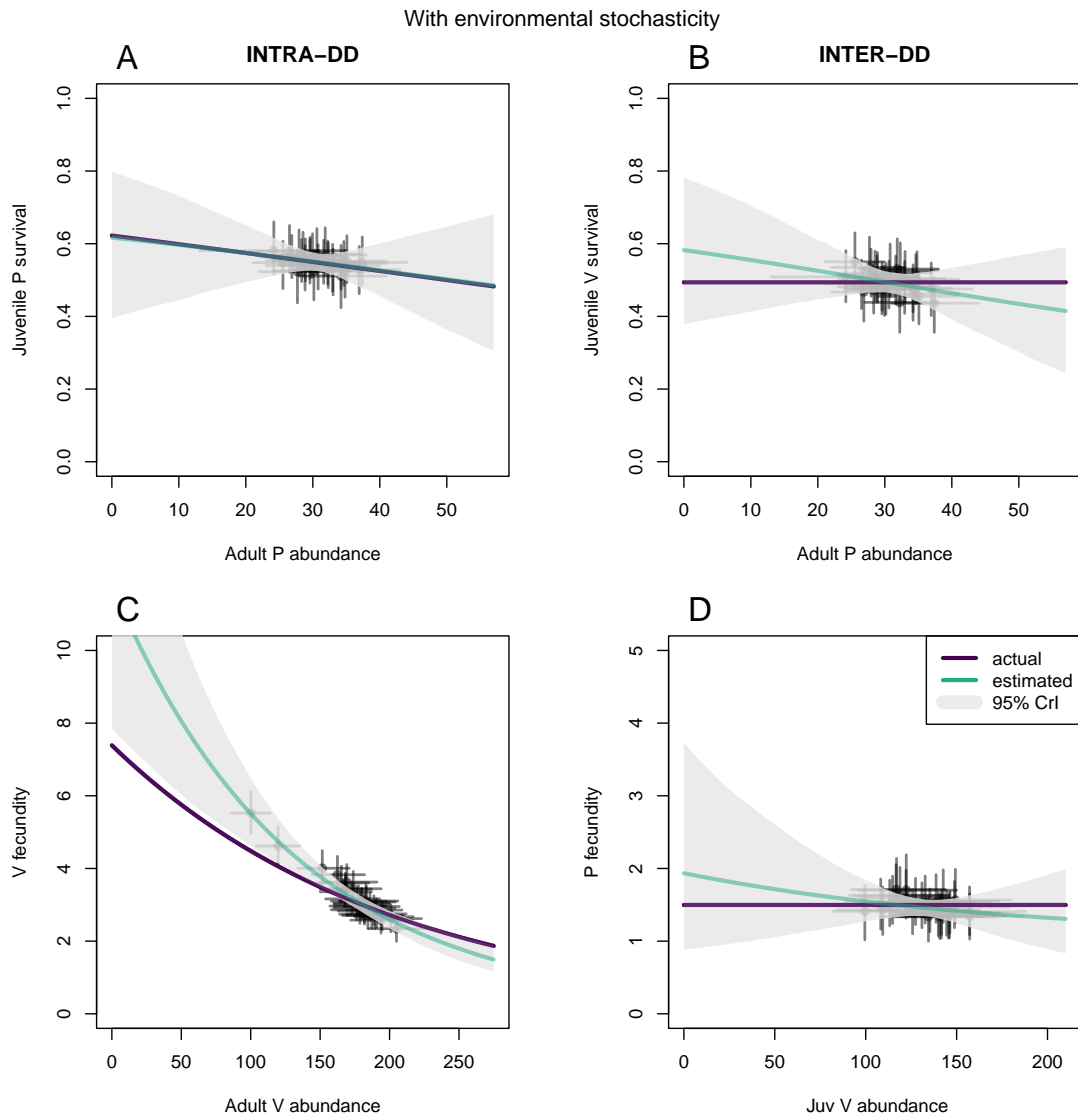 With environmental stochasticity
A
INTRA−DD
B
INTER−DD
1.0
0.8
0.6
0.4
0.2
0.0
Juvenile P survival
0 10 20 30 40 50
Adult P abundance
1.0
0.8
0.6
0.4
0.2
0.0
Juvenile V survival
0 10 20 30 40 50
Adult P abundance
C
10
8
6
4
2
0
V fecundity
0 50 100 150 200 250
Adult V abundance
D
5
4
3
2
1
0
P fecundity
actual
estimated
95% CrI
0 50 100 150 200
Juv V abundance